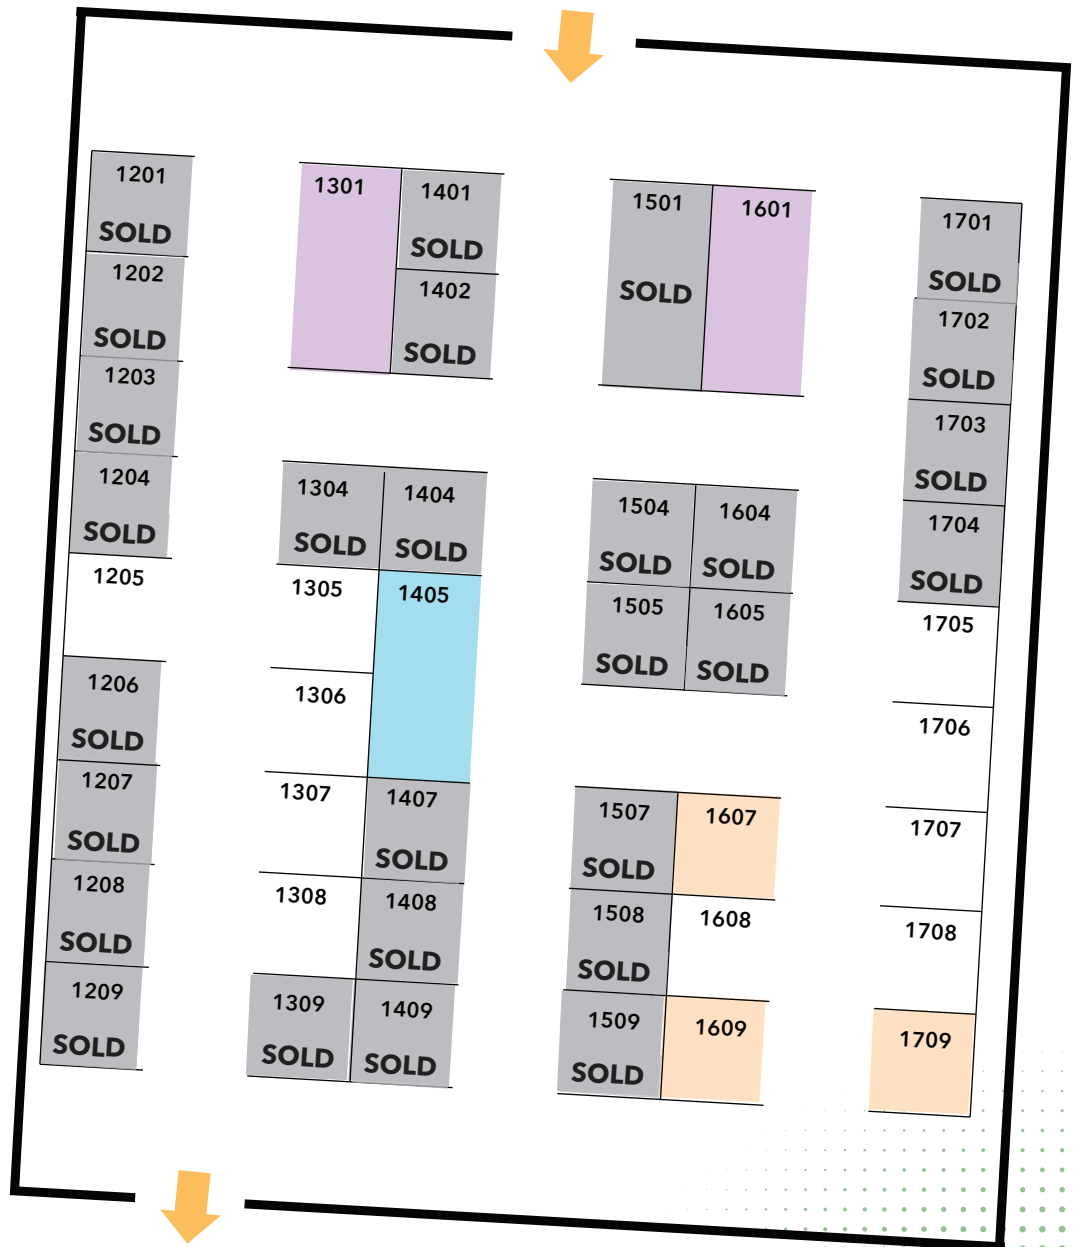 1201
SOLD
1202
SOLD
1203
SOLD
1204
SOLD
1205
1206
SOLD
1207
SOLD
1208
SOLD
1209
SOLD
1301
1401
SOLD
1402
SOLD
1304
SOLD
1404
SOLD
1305
1405
1306
1307
1407
SOLD
1308
1408
SOLD
1309
SOLD
1409
SOLD
1501
SOLD
1601
1504
SOLD
1604
SOLD
1505
SOLD
1605
SOLD
1507
SOLD
1607
1508
SOLD
1608
1509
SOLD
1609
1701
SOLD
1702
SOLD
1703
SOLD
1704
SOLD
1705
1706
1707
1708
1709